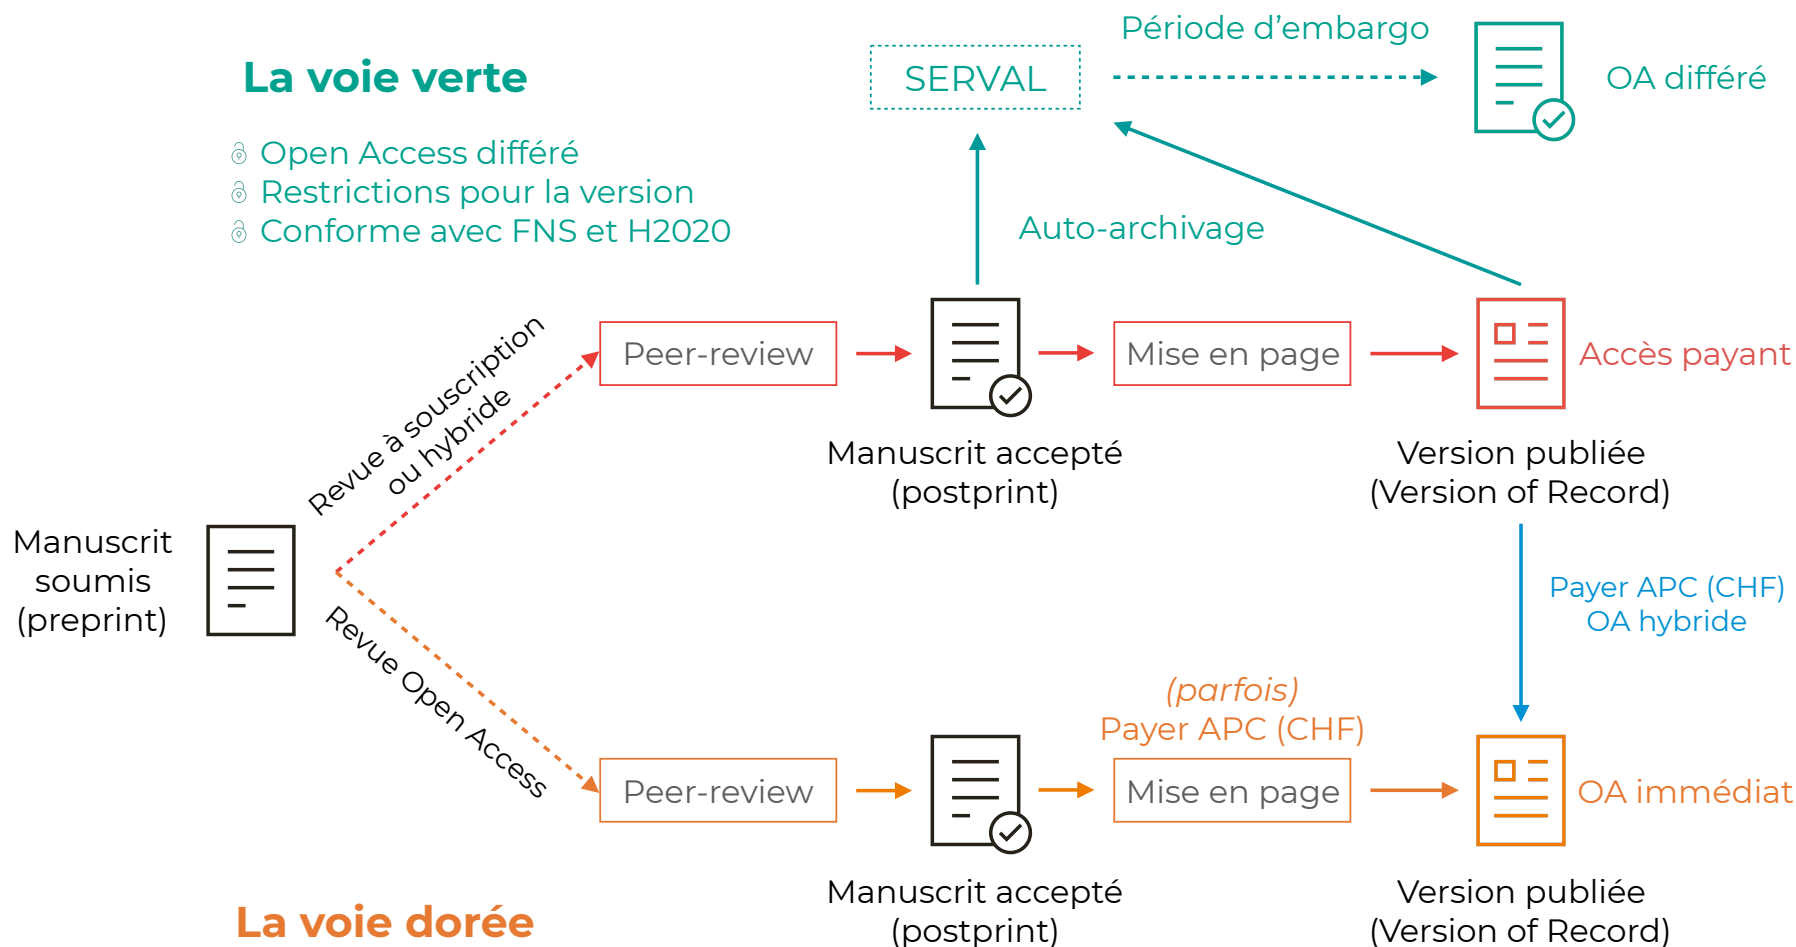 La voie verte
Open Access différé
Restrictions pour la version
Conforme avec FNS et H2020
SERVAL
Période d’embargo
OA différé
Auto-archivage
Revue à souscription
ou hybride
Peer-review
Mise en page
Accès payant
Manuscrit accepté
(postprint)
Version publiée
(Version of Record)
Manuscrit
soumis
(preprint)
Payer APC (CHF)
OA hybride
Revue Open Access
(parfois)
Payer APC (CHF)
Peer-review
Mise en page
OA immédiat
Manuscrit accepté
(postprint)
Version publiée
(Version of Record)
La voie dorée